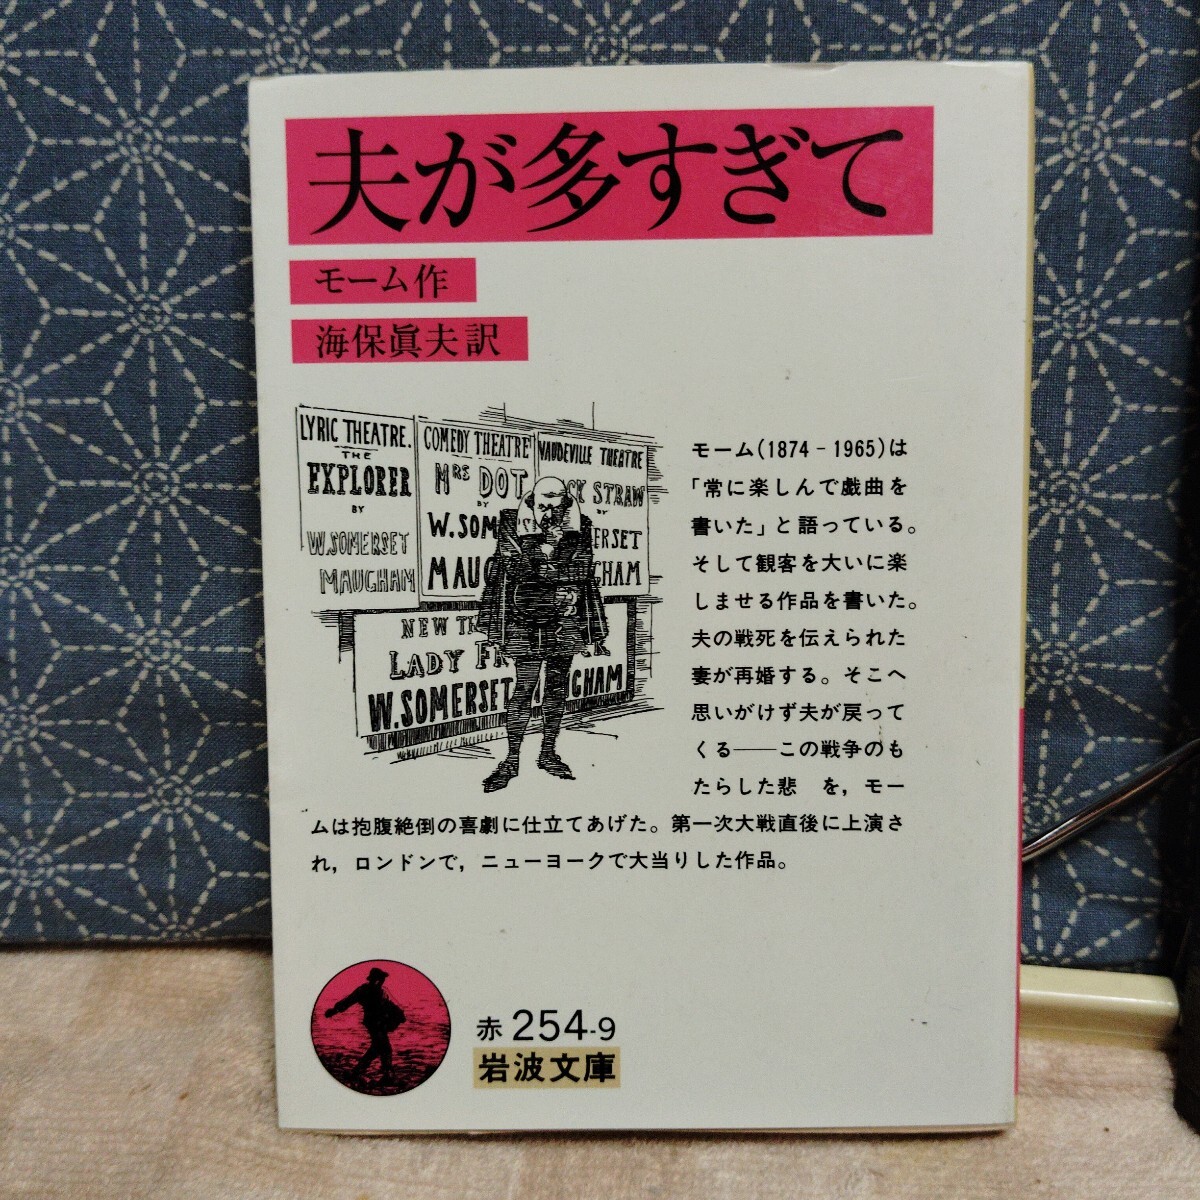 夫が多すぎて
モーム作
海保眞夫訳
LYRIC THEATRE.
THE
EXPLORER
BY
W. SOMERSET
MAUGHAM
COMEDY THEATRE
MRS DOT
BY
W. SOM
MAUG
VAUDEVILLE THEATRE
CK STRAW
BY
ERSET
GHAM
NEW TH
LADY FR
W. SOMERSET
GHAM
モーム(1874-1965)は
「常に楽しんで戯曲を
書いた」と語っている。
そして観客を大いに楽
しませる作品を書いた。
夫の戦死を伝えられた
妻が再婚する。そこへ
思いがけず夫が戻って
くる――この戦争のも
たらした悲 を, モー
ムは抱腹絶倒の喜劇に仕立てあげた。第一次大戦直後に上演さ
れ, ロンドンで, ニューヨークで大当りした作品。
赤 254-9
岩波文庫